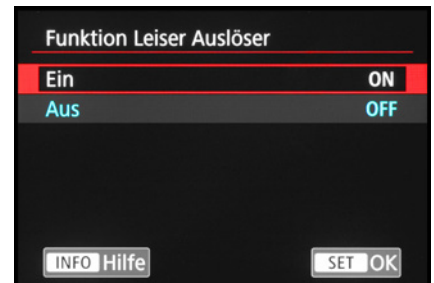 Funktion Leiser Auslöser
Ein ON
Aus OFF
INFO Hilfe SET OK